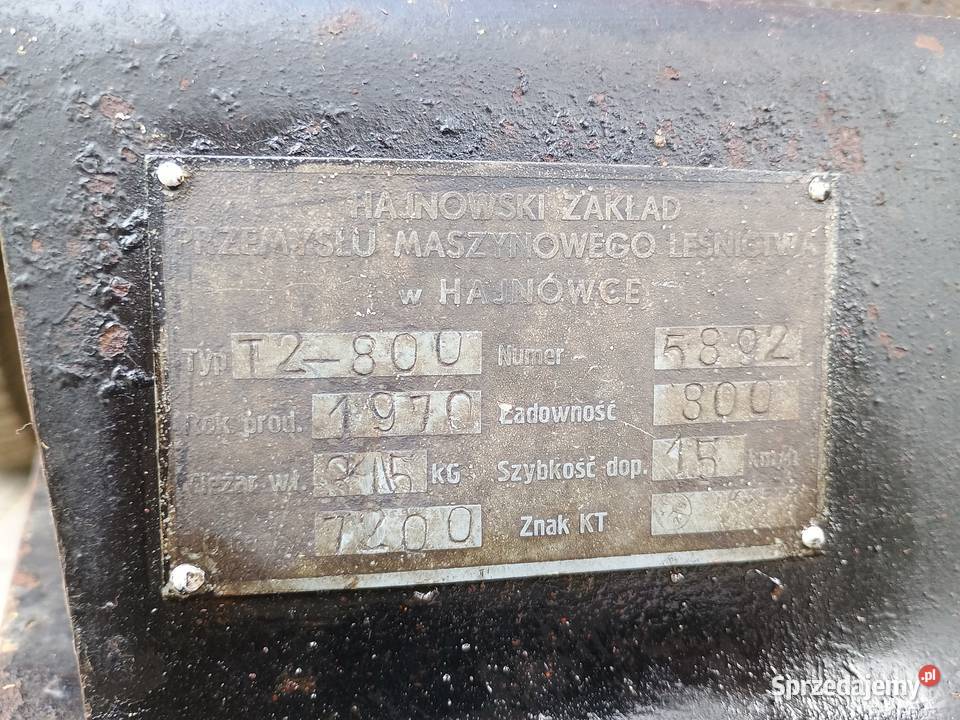 HAJNOWSKI ZAKŁAD
PRZEMYSŁU MASZYNOWEGO LEŚNICTWA
w HAJNÓWCE
Typ T2-800 Numer 5892
Rok prod. 1970 Ładowność 800
Ciężar wł. KG Szybkość dop. 15 km/h
7200 Znak KT
Sprzedajemy.pl